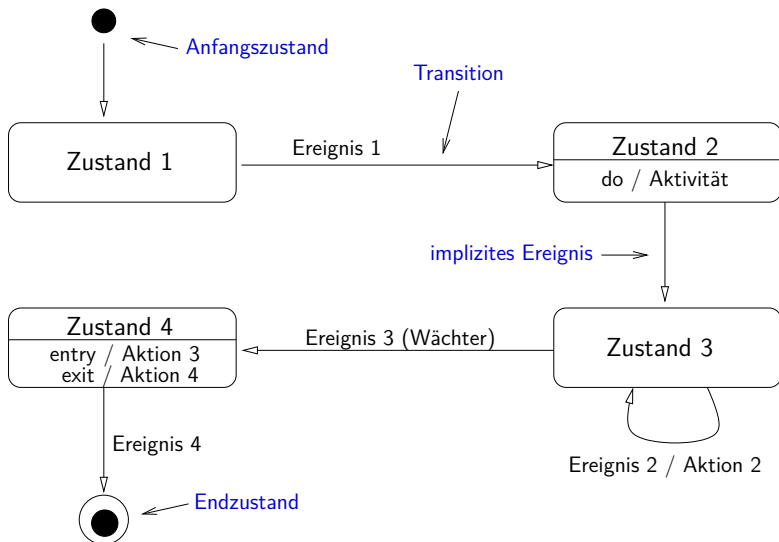 Anfangszustand
Transition
Zustand 1
Ereignis 1
Zustand 2
do / Aktivität
implizites Ereignis
Zustand 4
entry / Aktion 3
exit / Aktion 4
Ereignis 3 (Wächter)
Zustand 3
Ereignis 4
Ereignis 2 / Aktion 2
Endzustand